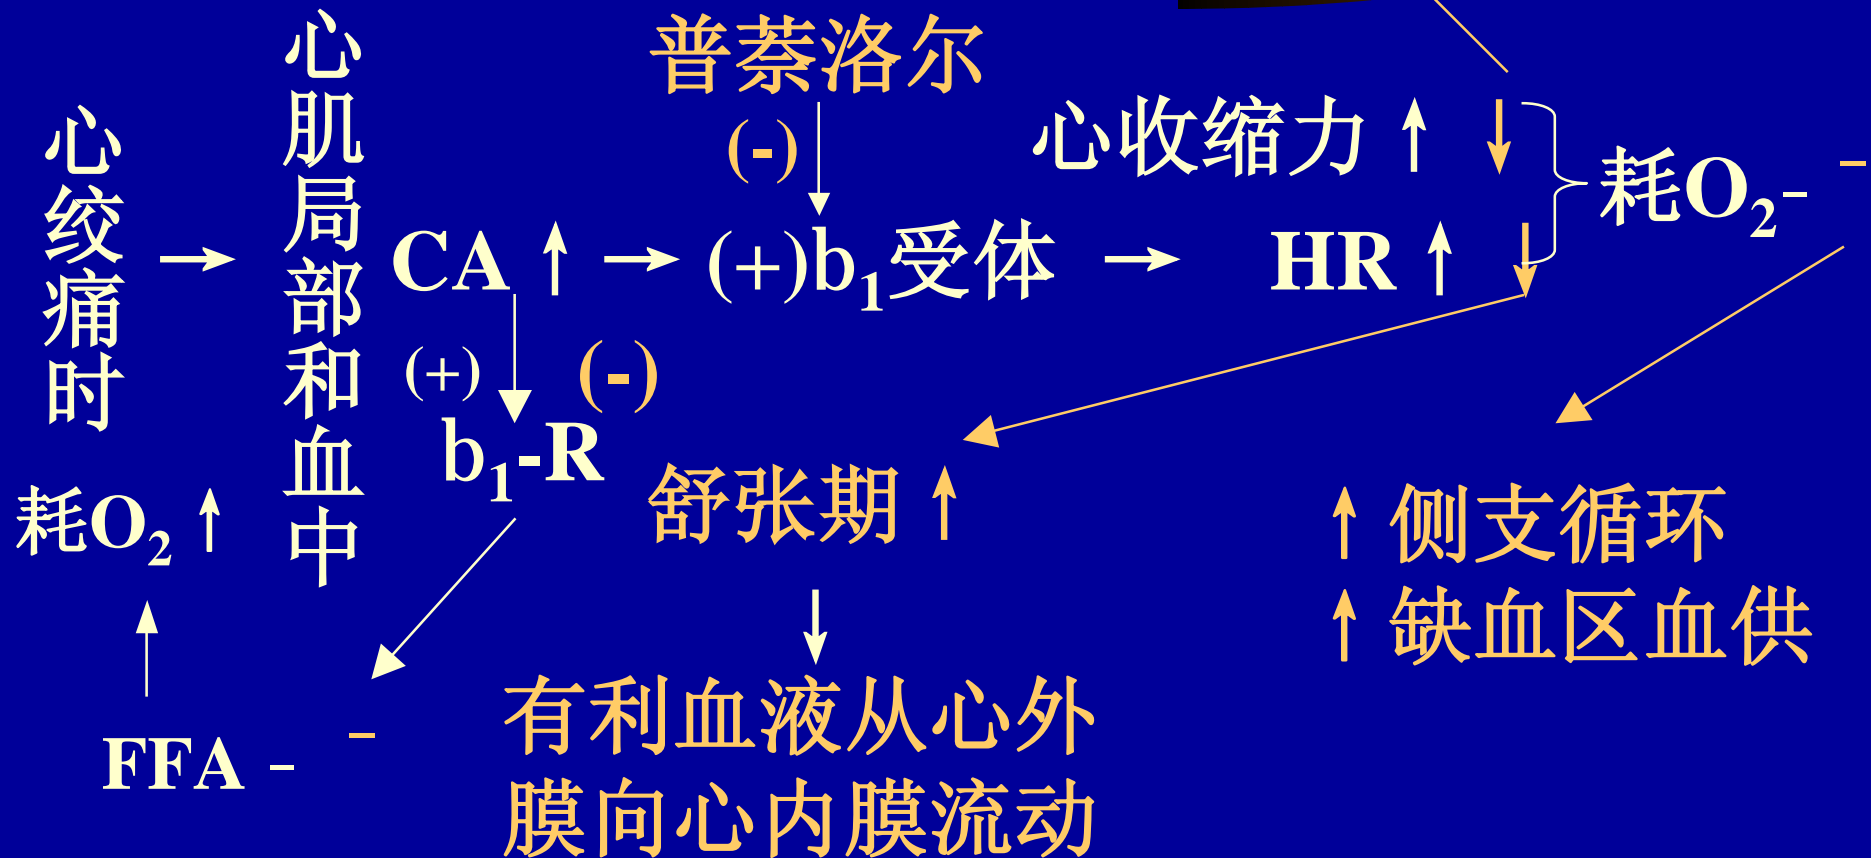 普萘洛尔
(-)
心绞痛时
→
心肌局部和血中
CA ↑ → (+)b₁受体 →
心收缩力 ↑ ↓
HR ↑ ↓
耗O₂- -
(+)
(-)
b₁-R
耗O₂ ↑
舒张期 ↑
↑ 侧支循环
↑ 缺血区血供
↓
FFA - -
有利血液从心外
膜向心内膜流动